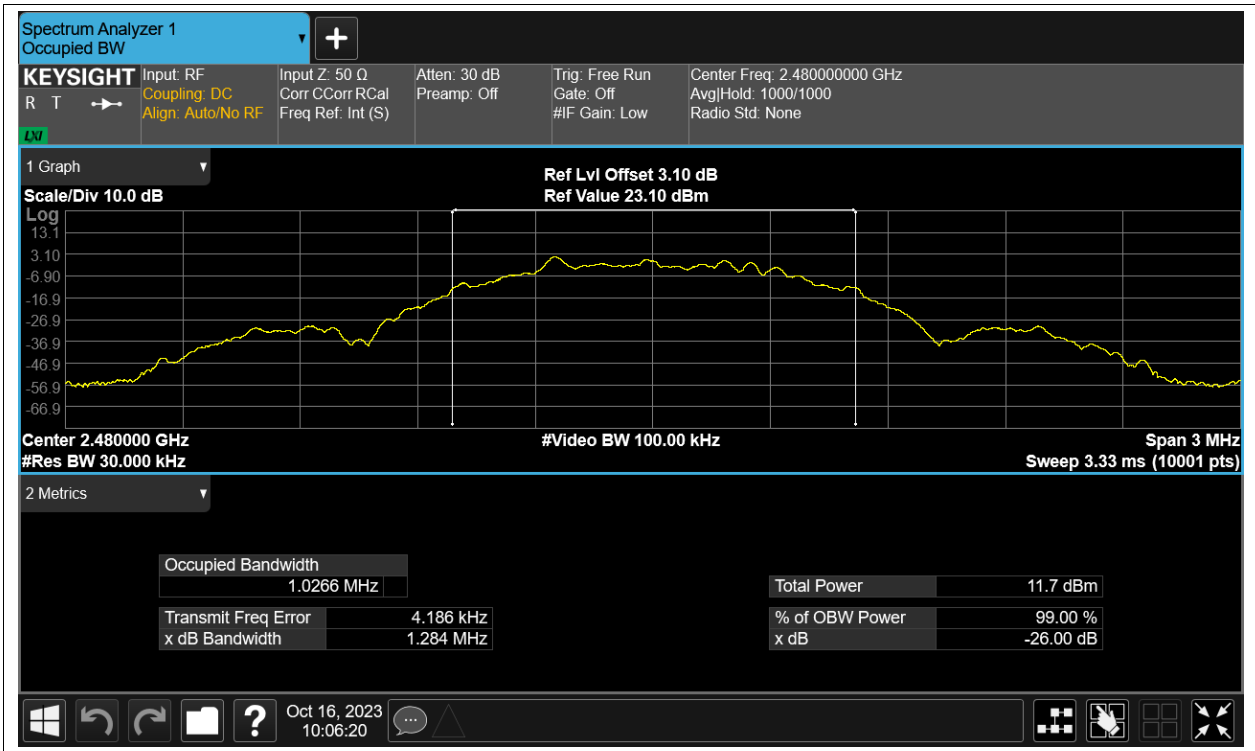 Spectrum Analyzer 1
Occupied BW
KEYSIGHT
R T
LXI
Input: RF
Coupling: DC
Align: Auto/No RF
Input Z: 50 Ω
Corr CCorr RCal
Freq Ref: Int (S)
Atten: 30 dB
Preamp: Off
Trig: Free Run
Gate: Off
#IF Gain: Low
Center Freq: 2.480000000 GHz
Avg|Hold: 1000/1000
Radio Std: None
1 Graph
Scale/Div 10.0 dB
Ref Lvl Offset 3.10 dB
Ref Value 23.10 dBm
Log
13.1
3.10
-6.90
-16.9
-26.9
-36.9
-46.9
-56.9
-66.9
Center 2.480000 GHz
#Res BW 30.000 kHz
#Video BW 100.00 kHz
Span 3 MHz
Sweep 3.33 ms (10001 pts)
2 Metrics
Occupied Bandwidth
1.0266 MHz
Transmit Freq Error 4.186 kHz
x dB Bandwidth 1.284 MHz
Total Power 11.7 dBm
% of OBW Power 99.00 %
x dB -26.00 dB
?
Oct 16, 2023
10:06:20